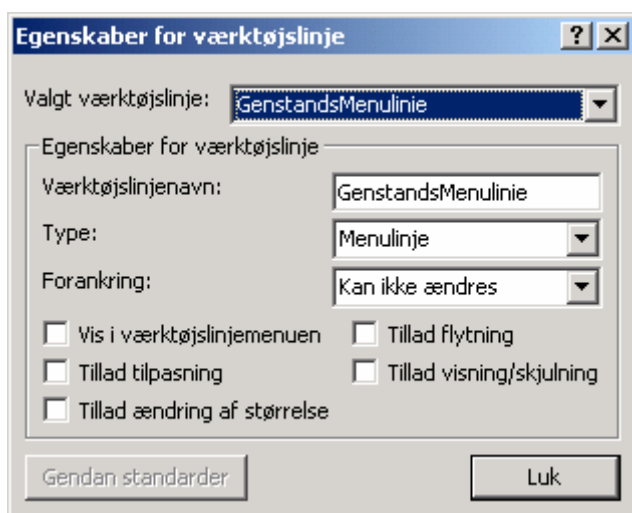 Egenskaber for værktøjslinje
Valgt værktøjslinje: GenstandsMenulinie
Egenskaber for værktøjslinje
Værktøjslinjenavn: GenstandsMenulinie
Type: Menulinje
Forankring: Kan ikke ændres
Vis i værktøjslinjemenuen Tillad flytning
Tillad tilpasning Tillad visning/skjulning
Tillad ændring af størrelse
Gendan standarder Luk